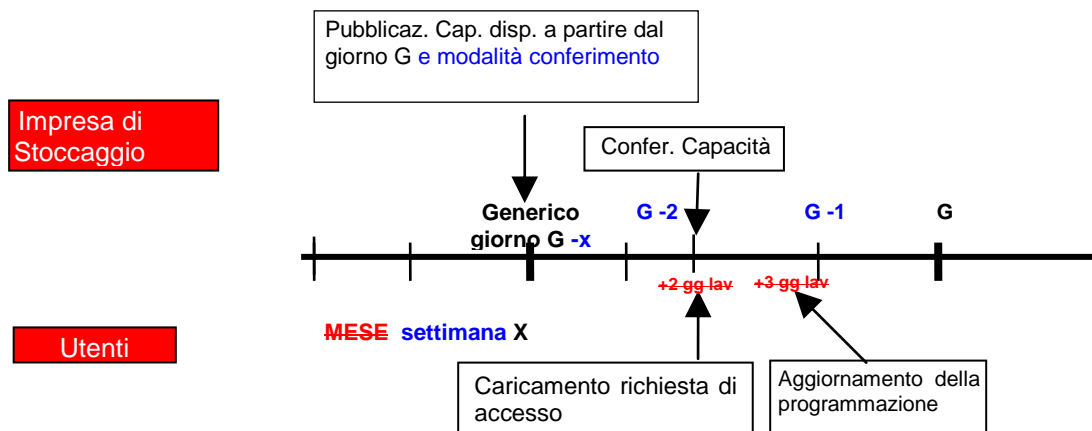 Pubblicaz. Cap. disp. a partire dal
giorno G e modalità conferimento
Impresa di
Stoccaggio
Confer. Capacità
Generico
giorno G -x
G -2
G -1
G
+2 gg lav
+3 gg lav
MESE settimana X
Utenti
Caricamento richiesta di
accesso
Aggiornamento della
programmazione